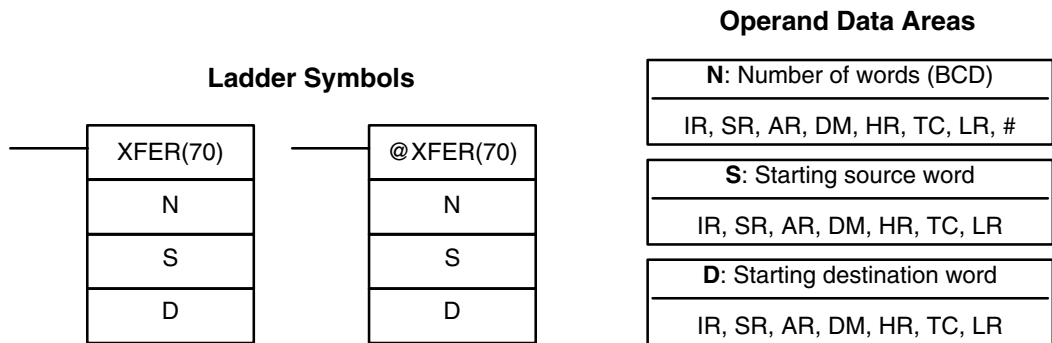 Operand Data Areas
Ladder Symbols
N: Number of words (BCD)
IR, SR, AR, DM, HR, TC, LR, #
XFER(70)
@XFER(70)
S: Starting source word
N
N
IR, SR, AR, DM, HR, TC, LR
S
S
D: Starting destination word
D
D
IR, SR, AR, DM, HR, TC, LR